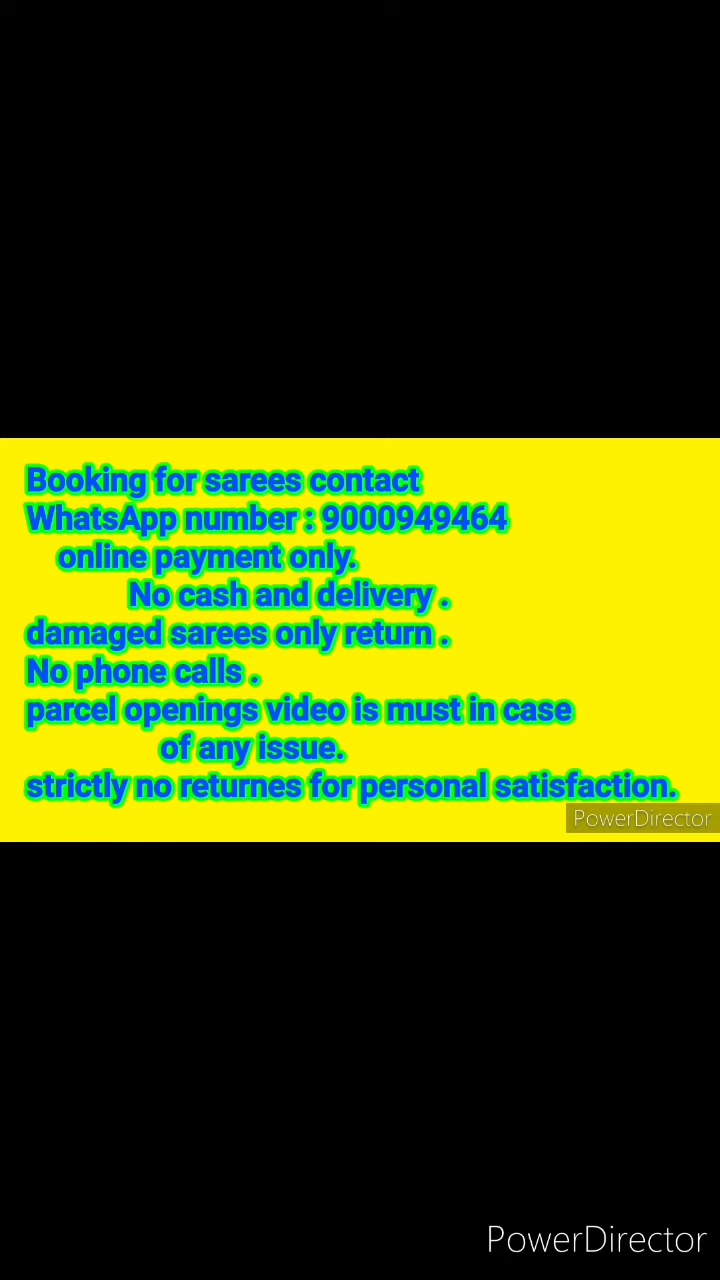 Booking for sarees contact
WhatsApp number : 9000949464
online payment only.
No cash and delivery .
damaged sarees only return .
No phone calls .
parcel openings video is must in case
of any issue.
strictly no returnes for personal satisfaction.
PowerDirector
PowerDirector